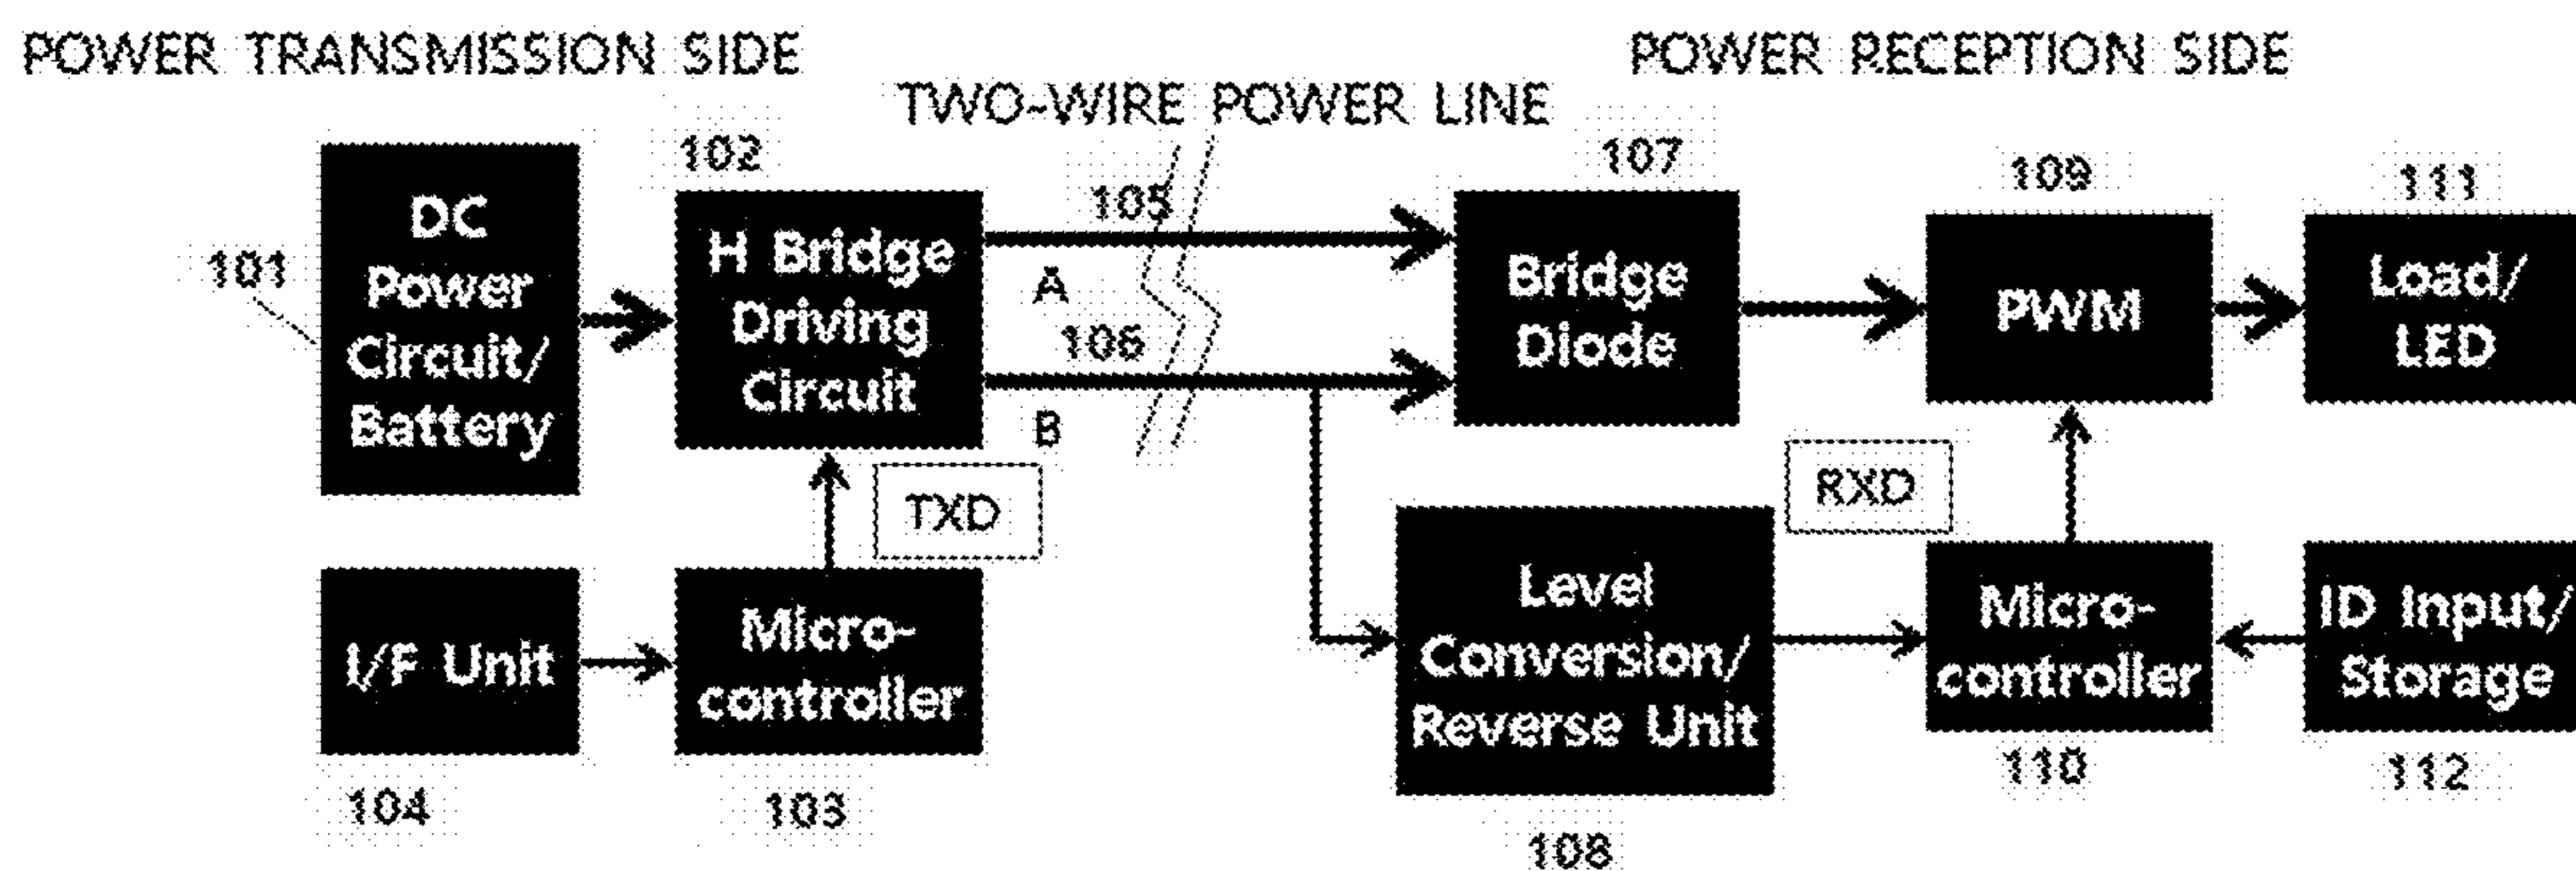 POWER TRANSMISSION SIDE
POWER RECEPTION SIDE
TWO-WIRE POWER LINE
102
107
109
111
105
101
DC
Power
Circuit/
Battery
H Bridge
Driving
Circuit
A
106
B
Bridge
Diode
PWM
Load/
LED
TXD
RXD
I/F Unit
Micro-
controller
Level
Conversion/
Reverse Unit
Micro-
controller
ID Input/
Storage
104
103
108
110
112